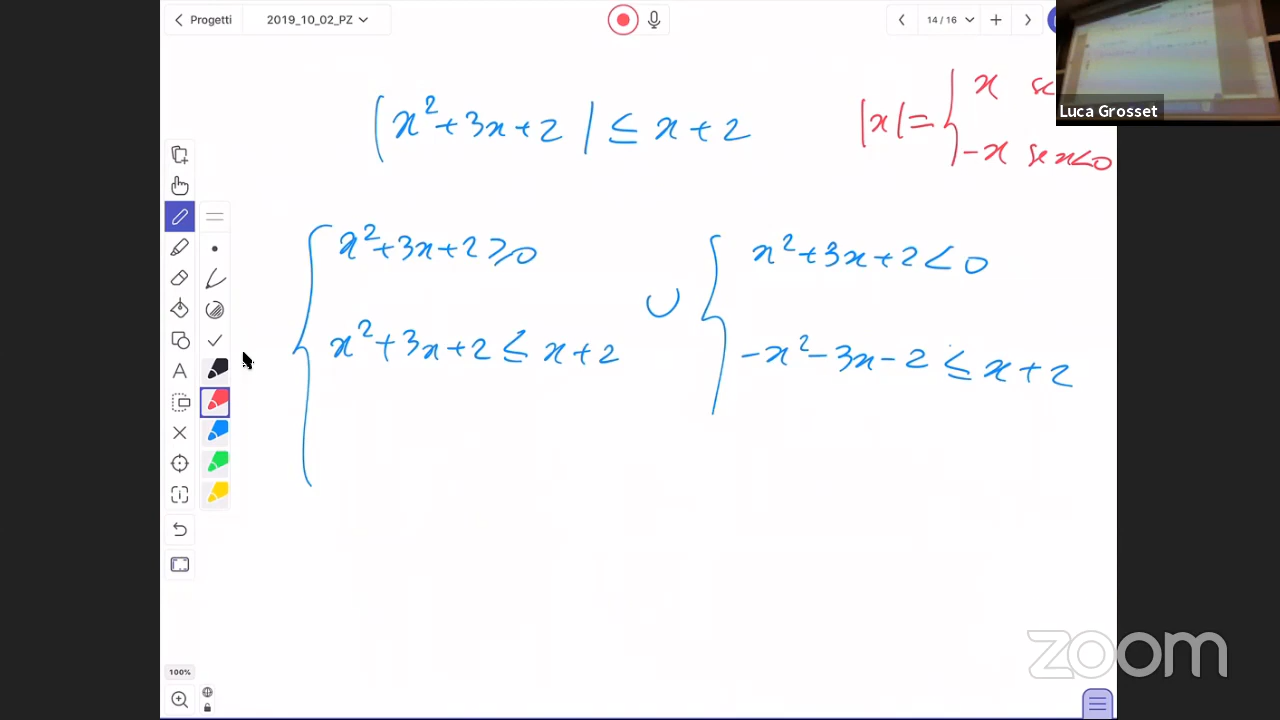 Progetti 2019_10_02_PZ 14 / 16
Luca Grosset
|x²+3x+2| ≤ x+2
|x|= { x se
-x se x<0
{ x²+3x+2 ≥ 0
x²+3x+2 ≤ x+2
∪
{ x²+3x+2 < 0
-x²-3x-2 ≤ x+2
A
100%
zoom